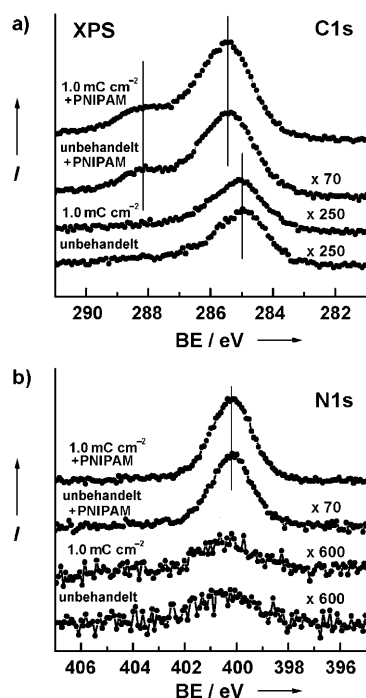 a) XPS C1s
1.0 mC cm⁻²
+PNIPAM
unbehandelt
+PNIPAM
x 70
1.0 mC cm⁻²
x 250
unbehandelt
x 250
I
290 288 286 284 282
BE / eV
b) N1s
1.0 mC cm⁻²
+PNIPAM
unbehandelt
+PNIPAM
x 70
1.0 mC cm⁻²
x 600
unbehandelt
x 600
I
406 404 402 400 398 396
BE / eV